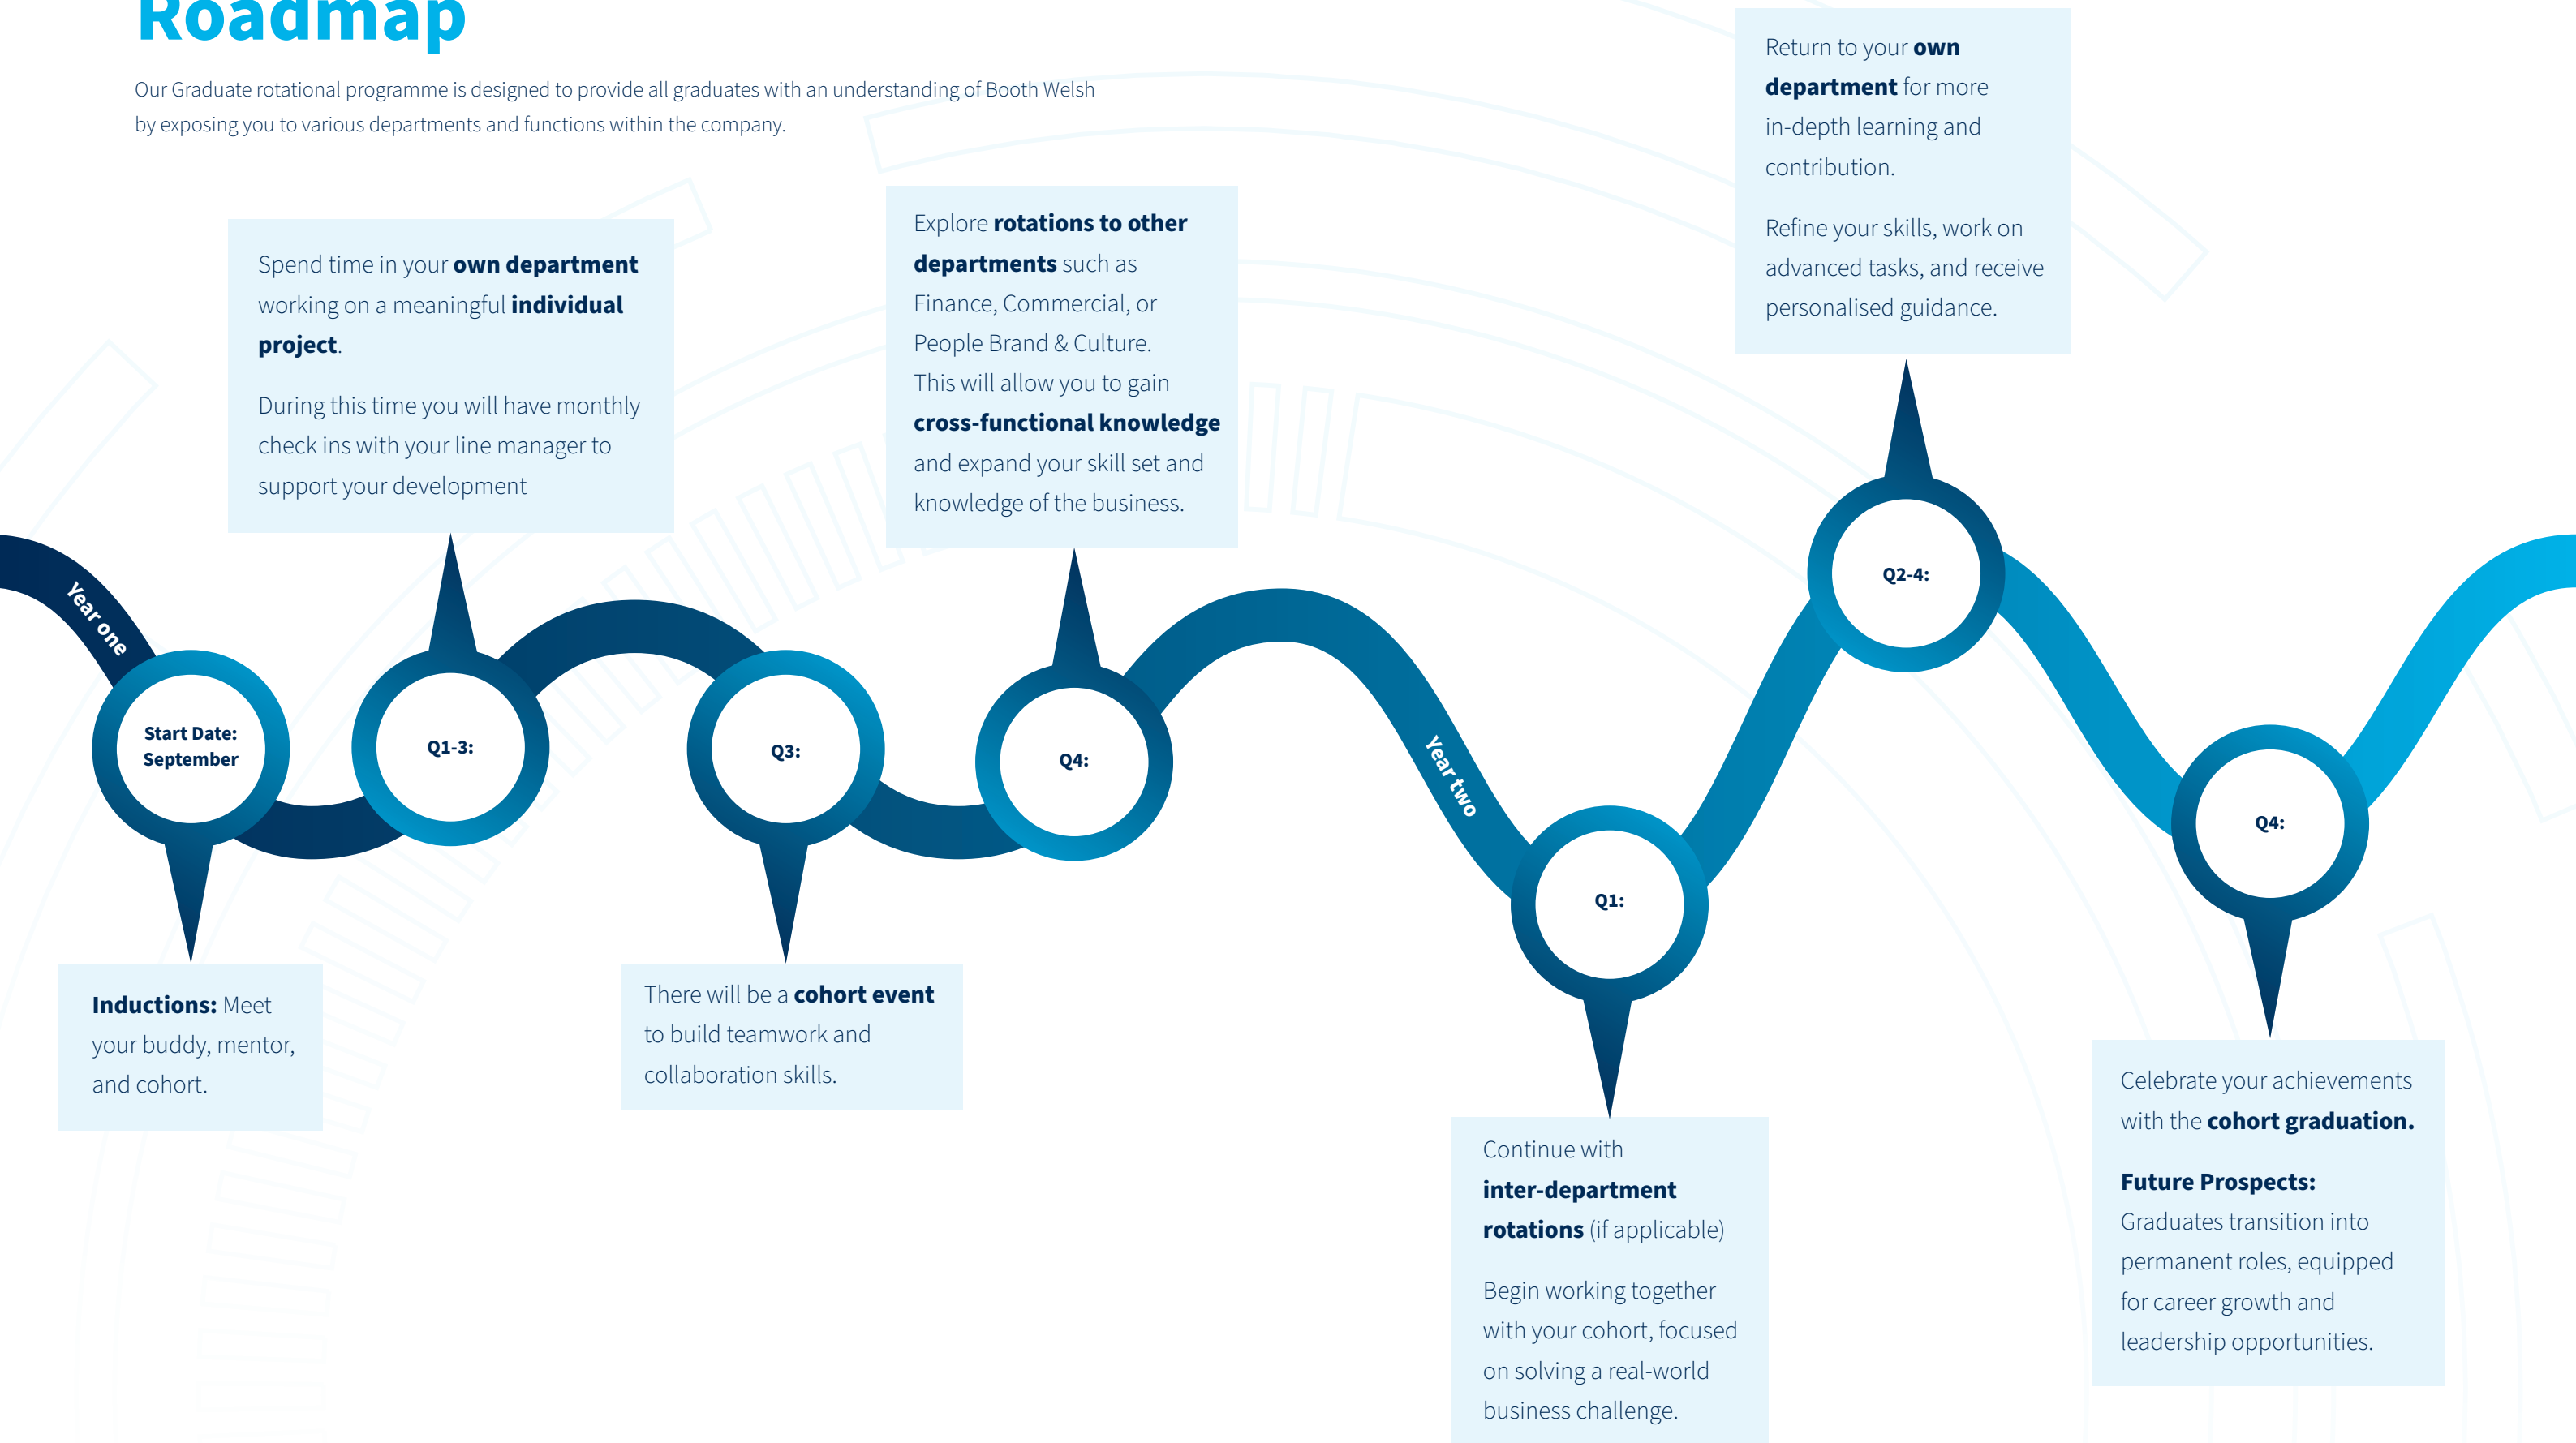 Roadmap
Our Graduate rotational programme is designed to provide all graduates with an understanding of Booth Welsh
by exposing you to various departments and functions within the company.
Year one
Start Date:
September
Inductions: Meet
your buddy, mentor,
and cohort.
Spend time in your own department
working on a meaningful individual
project.
During this time you will have monthly
check ins with your line manager to
support your development
Q1-3:
Q3:
There will be a cohort event
to build teamwork and
collaboration skills.
Explore rotations to other
departments such as
Finance, Commercial, or
People Brand & Culture.
This will allow you to gain
cross-functional knowledge
and expand your skill set and
knowledge of the business.
Q4:
Year two
Q1:
Continue with
inter-department
rotations (if applicable)
Begin working together
with your cohort, focused
on solving a real-world
business challenge.
Return to your own
department for more
in-depth learning and
contribution.
Refine your skills, work on
advanced tasks, and receive
personalised guidance.
Q2-4:
Q4:
Celebrate your achievements
with the cohort graduation.
Future Prospects:
Graduates transition into
permanent roles, equipped
for career growth and
leadership opportunities.